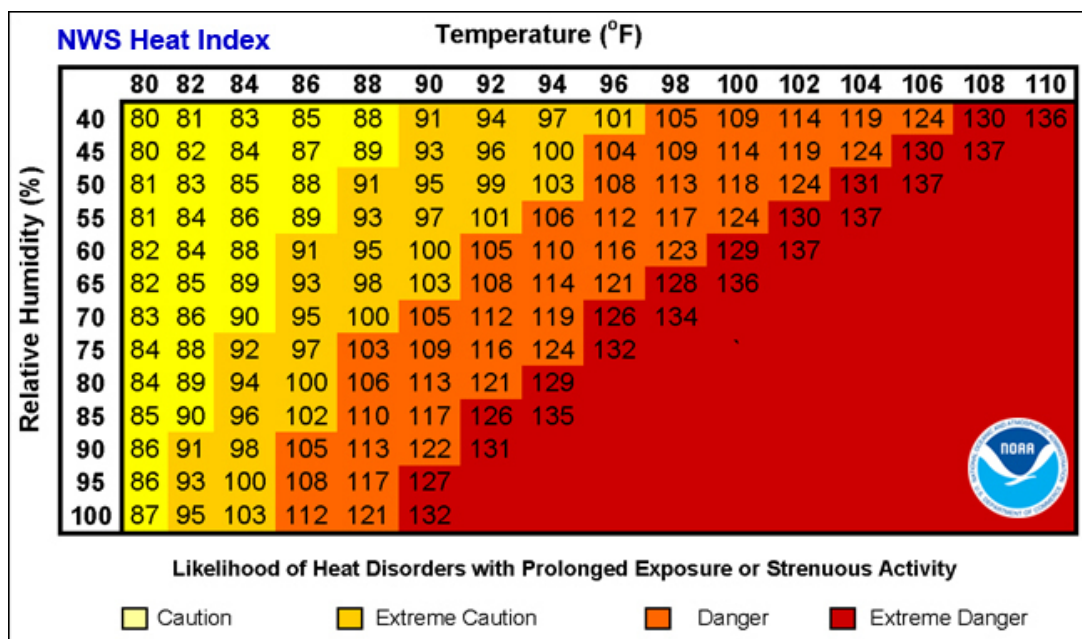 NWS Heat Index Temperature (°F)
80 82 84 86 88 90 92 94 96 98 100 102 104 106 108 110
Relative Humidity (%)
40 80 81 83 85 88 91 94 97 101 105 109 114 119 124 130 136
45 80 82 84 87 89 93 96 100 104 109 114 119 124 130 137
50 81 83 85 88 91 95 99 103 108 113 118 124 131 137
55 81 84 86 89 93 97 101 106 112 117 124 130 137
60 82 84 88 91 95 100 105 110 116 123 129 137
65 82 85 89 93 98 103 108 114 121 128 136
70 83 86 90 95 100 105 112 119 126 134
75 84 88 92 97 103 109 116 124 132
80 84 89 94 100 106 113 121 129
85 85 90 96 102 110 117 126 135
90 86 91 98 105 113 122 131
95 86 93 100 108 117 127
100 87 95 103 112 121 132
NOAA
NATIONAL OCEANIC AND ATMOSPHERIC ADMINISTRATION
U.S. DEPARTMENT OF COMMERCE
Likelihood of Heat Disorders with Prolonged Exposure or Strenuous Activity
Caution Extreme Caution Danger Extreme Danger